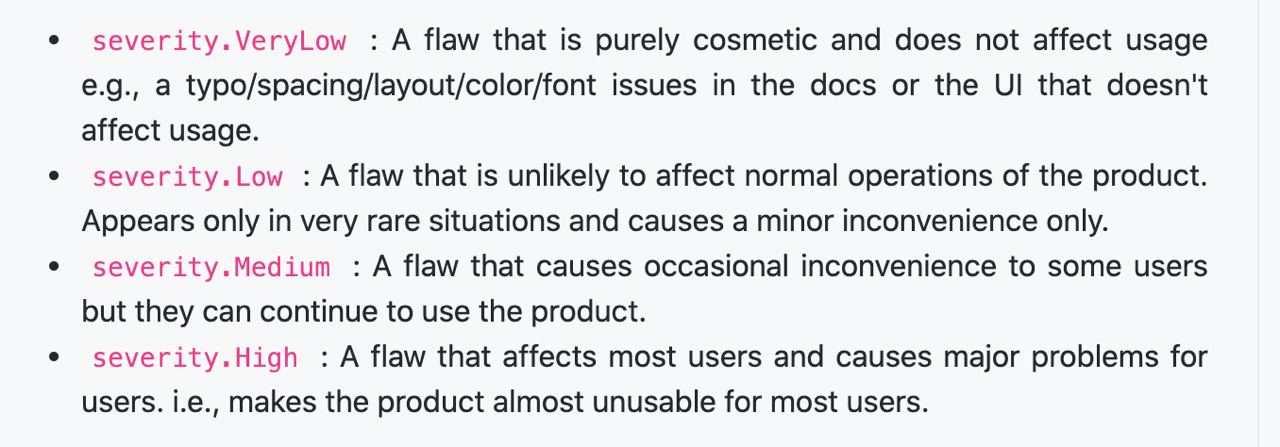 • severity.VeryLow : A flaw that is purely cosmetic and does not affect usage
e.g., a typo/spacing/layout/color/font issues in the docs or the UI that doesn't
affect usage.
• severity.Low : A flaw that is unlikely to affect normal operations of the product.
Appears only in very rare situations and causes a minor inconvenience only.
• severity.Medium : A flaw that causes occasional inconvenience to some users
but they can continue to use the product.
• severity.High : A flaw that affects most users and causes major problems for
users. i.e., makes the product almost unusable for most users.